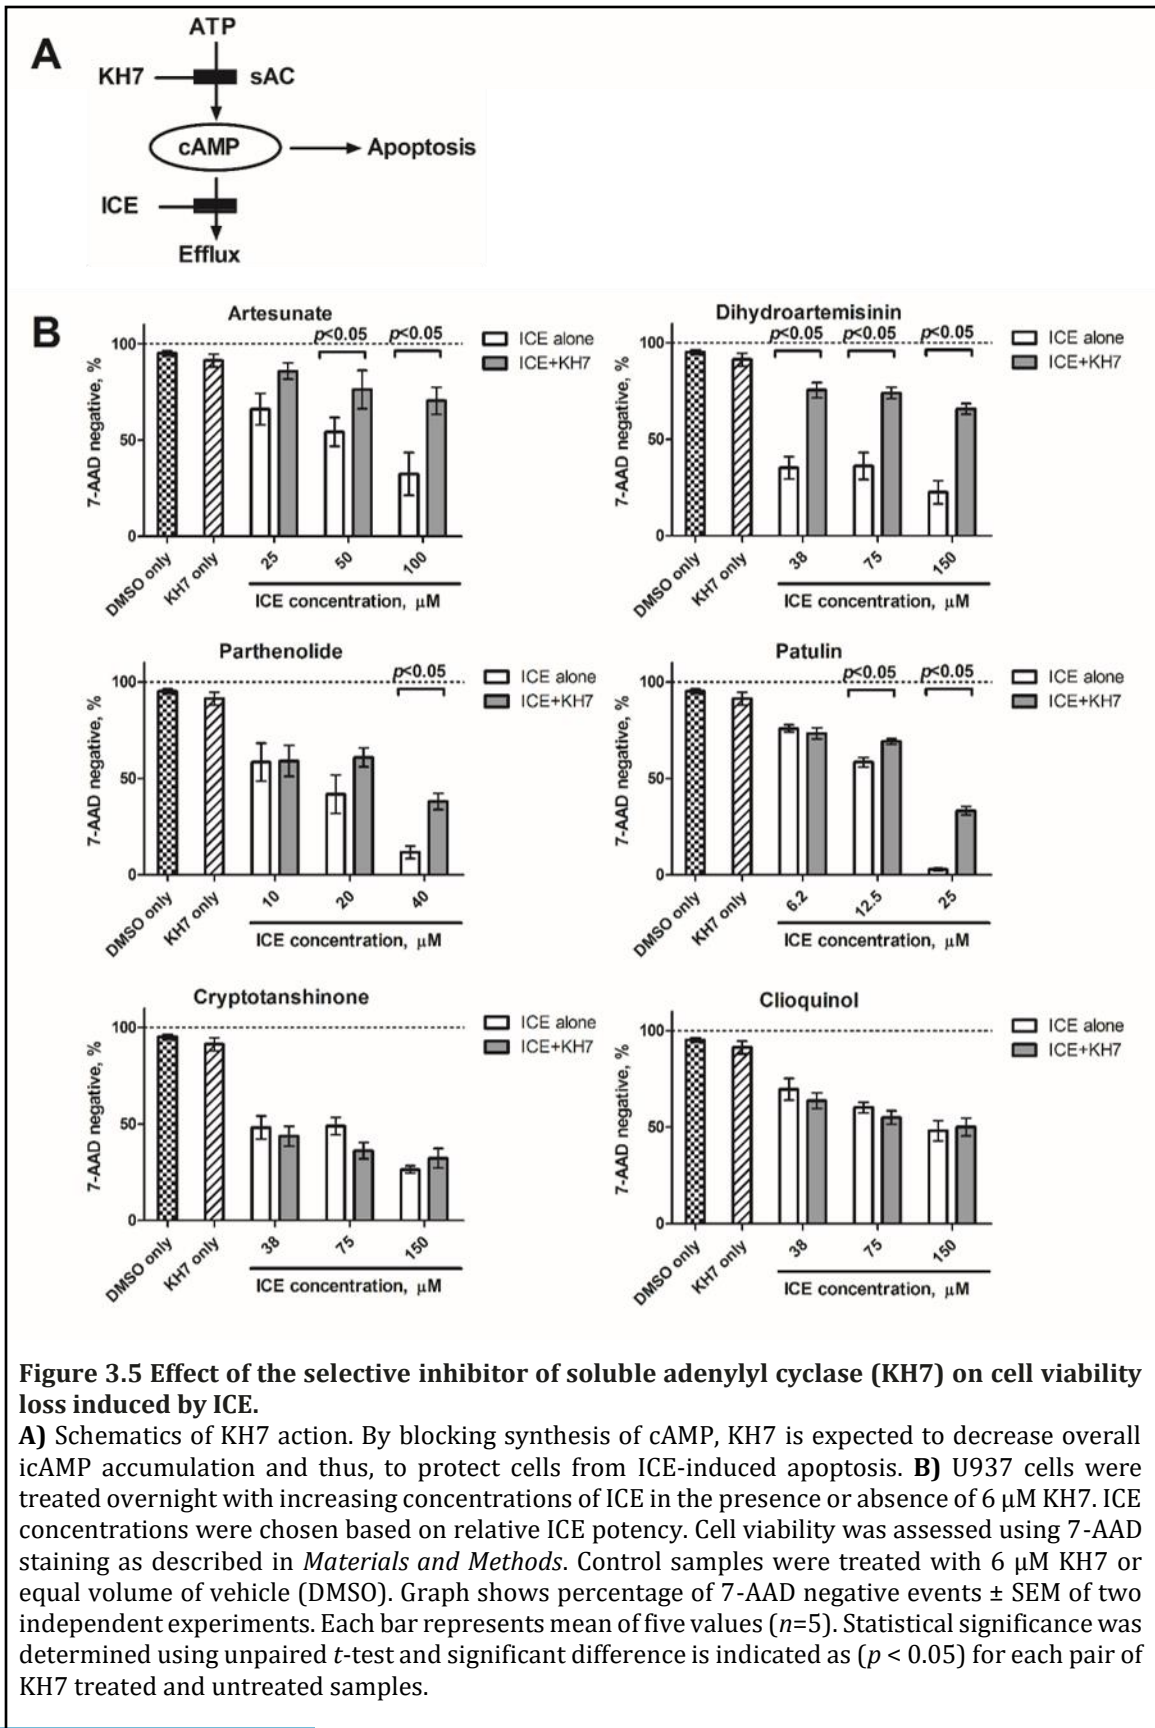 A
ATP
KH7
sAC
cAMP
Apoptosis
ICE
Efflux
B
Artesunate
p<0.05
p<0.05
ICE alone
ICE+KH7
7-AAD negative, %
100
50
0
DMSO only
KH7 only
25
50
100
ICE concentration, μM
Dihydroartemisinin
p<0.05
p<0.05
p<0.05
ICE alone
ICE+KH7
7-AAD negative, %
100
50
0
DMSO only
KH7 only
38
75
150
ICE concentration, μM
Parthenolide
p<0.05
ICE alone
ICE+KH7
7-AAD negative, %
100
50
0
DMSO only
KH7 only
10
20
40
ICE concentration, μM
Patulin
p<0.05
p<0.05
ICE alone
ICE+KH7
7-AAD negative, %
100
50
0
DMSO only
KH7 only
6.2
12.5
25
ICE concentration, μM
Cryptotanshinone
ICE alone
ICE+KH7
7-AAD negative, %
100
50
0
DMSO only
KH7 only
38
75
150
ICE concentration, μM
Clioquinol
ICE alone
ICE+KH7
7-AAD negative, %
100
50
0
DMSO only
KH7 only
38
75
150
ICE concentration, μM
Figure 3.5 Effect of the selective inhibitor of soluble adenylyl cyclase (KH7) on cell viability
loss induced by ICE.
A) Schematics of KH7 action. By blocking synthesis of cAMP, KH7 is expected to decrease overall
icAMP accumulation and thus, to protect cells from ICE-induced apoptosis. B) U937 cells were
treated overnight with increasing concentrations of ICE in the presence or absence of 6 μM KH7. ICE
concentrations were chosen based on relative ICE potency. Cell viability was assessed using 7-AAD
staining as described in Materials and Methods. Control samples were treated with 6 μM KH7 or
equal volume of vehicle (DMSO). Graph shows percentage of 7-AAD negative events ± SEM of two
independent experiments. Each bar represents mean of five values (n=5). Statistical significance was
determined using unpaired t-test and significant difference is indicated as (p < 0.05) for each pair of
KH7 treated and untreated samples.